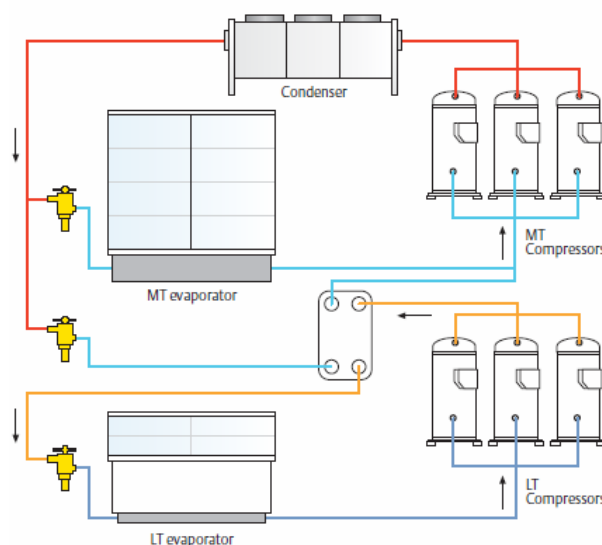 Condenser
MT
Compressors
MT evaporator
LT
Compressors
LT evaporator